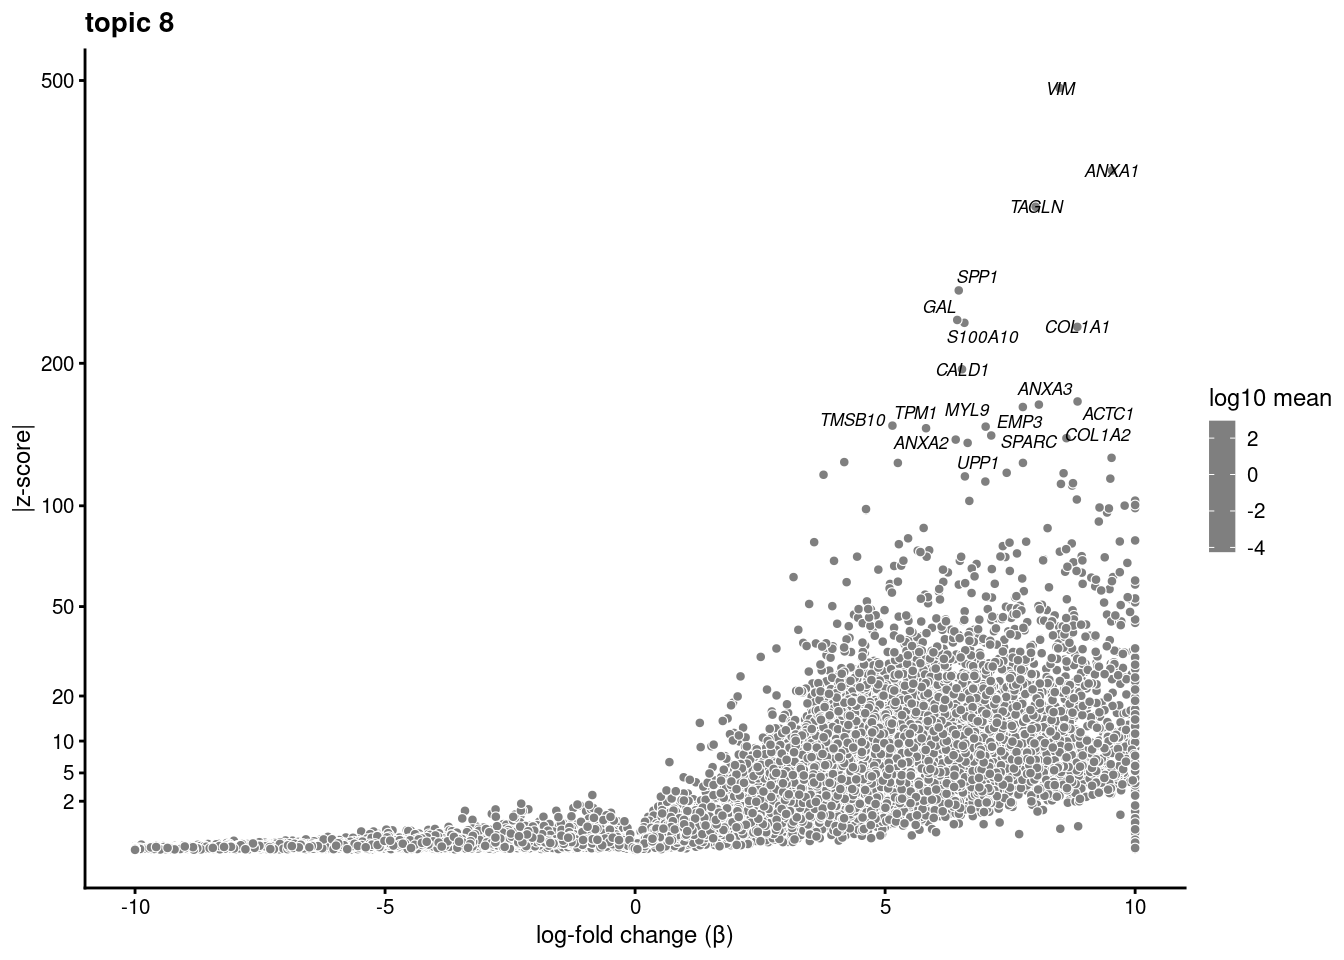 topic 8
500
200
100
50
20
10
5
2
|z-score|
VIM
ANXA1
TAGLN
SPP1
GAL
S100A10
COL1A1
CALD1
ANXA3
TMSB10
TPM1
MYL9
EMP3
ACTC1
ANXA2
SPARC
COL1A2
UPP1
-10
-5
0
5
10
log-fold change (β)
log10 mean
2
0
-2
-4